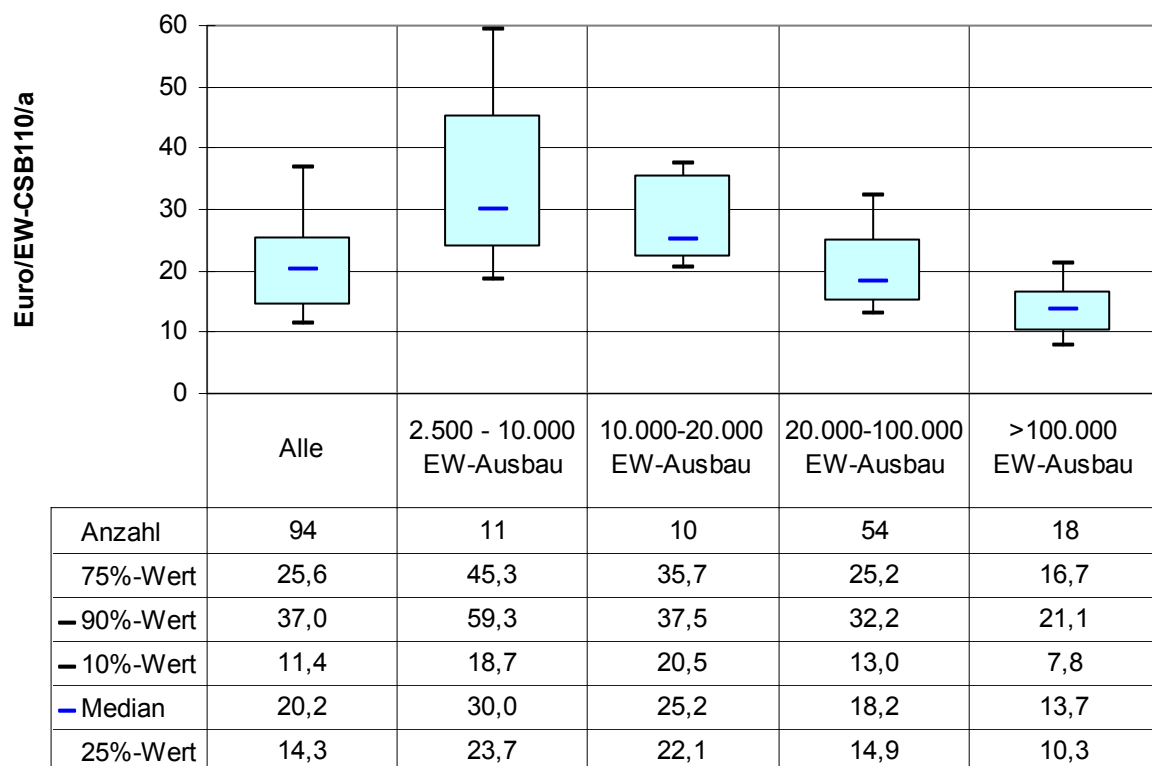 Euro/EW-CSB110/a
60
50
40
30
20
10
0
Alle
2.500 - 10.000
EW-Ausbau
10.000-20.000
EW-Ausbau
20.000-100.000
EW-Ausbau
>100.000
EW-Ausbau
Anzahl 94 11 10 54 18
75%-Wert 25,6 45,3 35,7 25,2 16,7
90%-Wert 37,0 59,3 37,5 32,2 21,1
10%-Wert 11,4 18,7 20,5 13,0 7,8
Median 20,2 30,0 25,2 18,2 13,7
25%-Wert 14,3 23,7 22,1 14,9 10,3